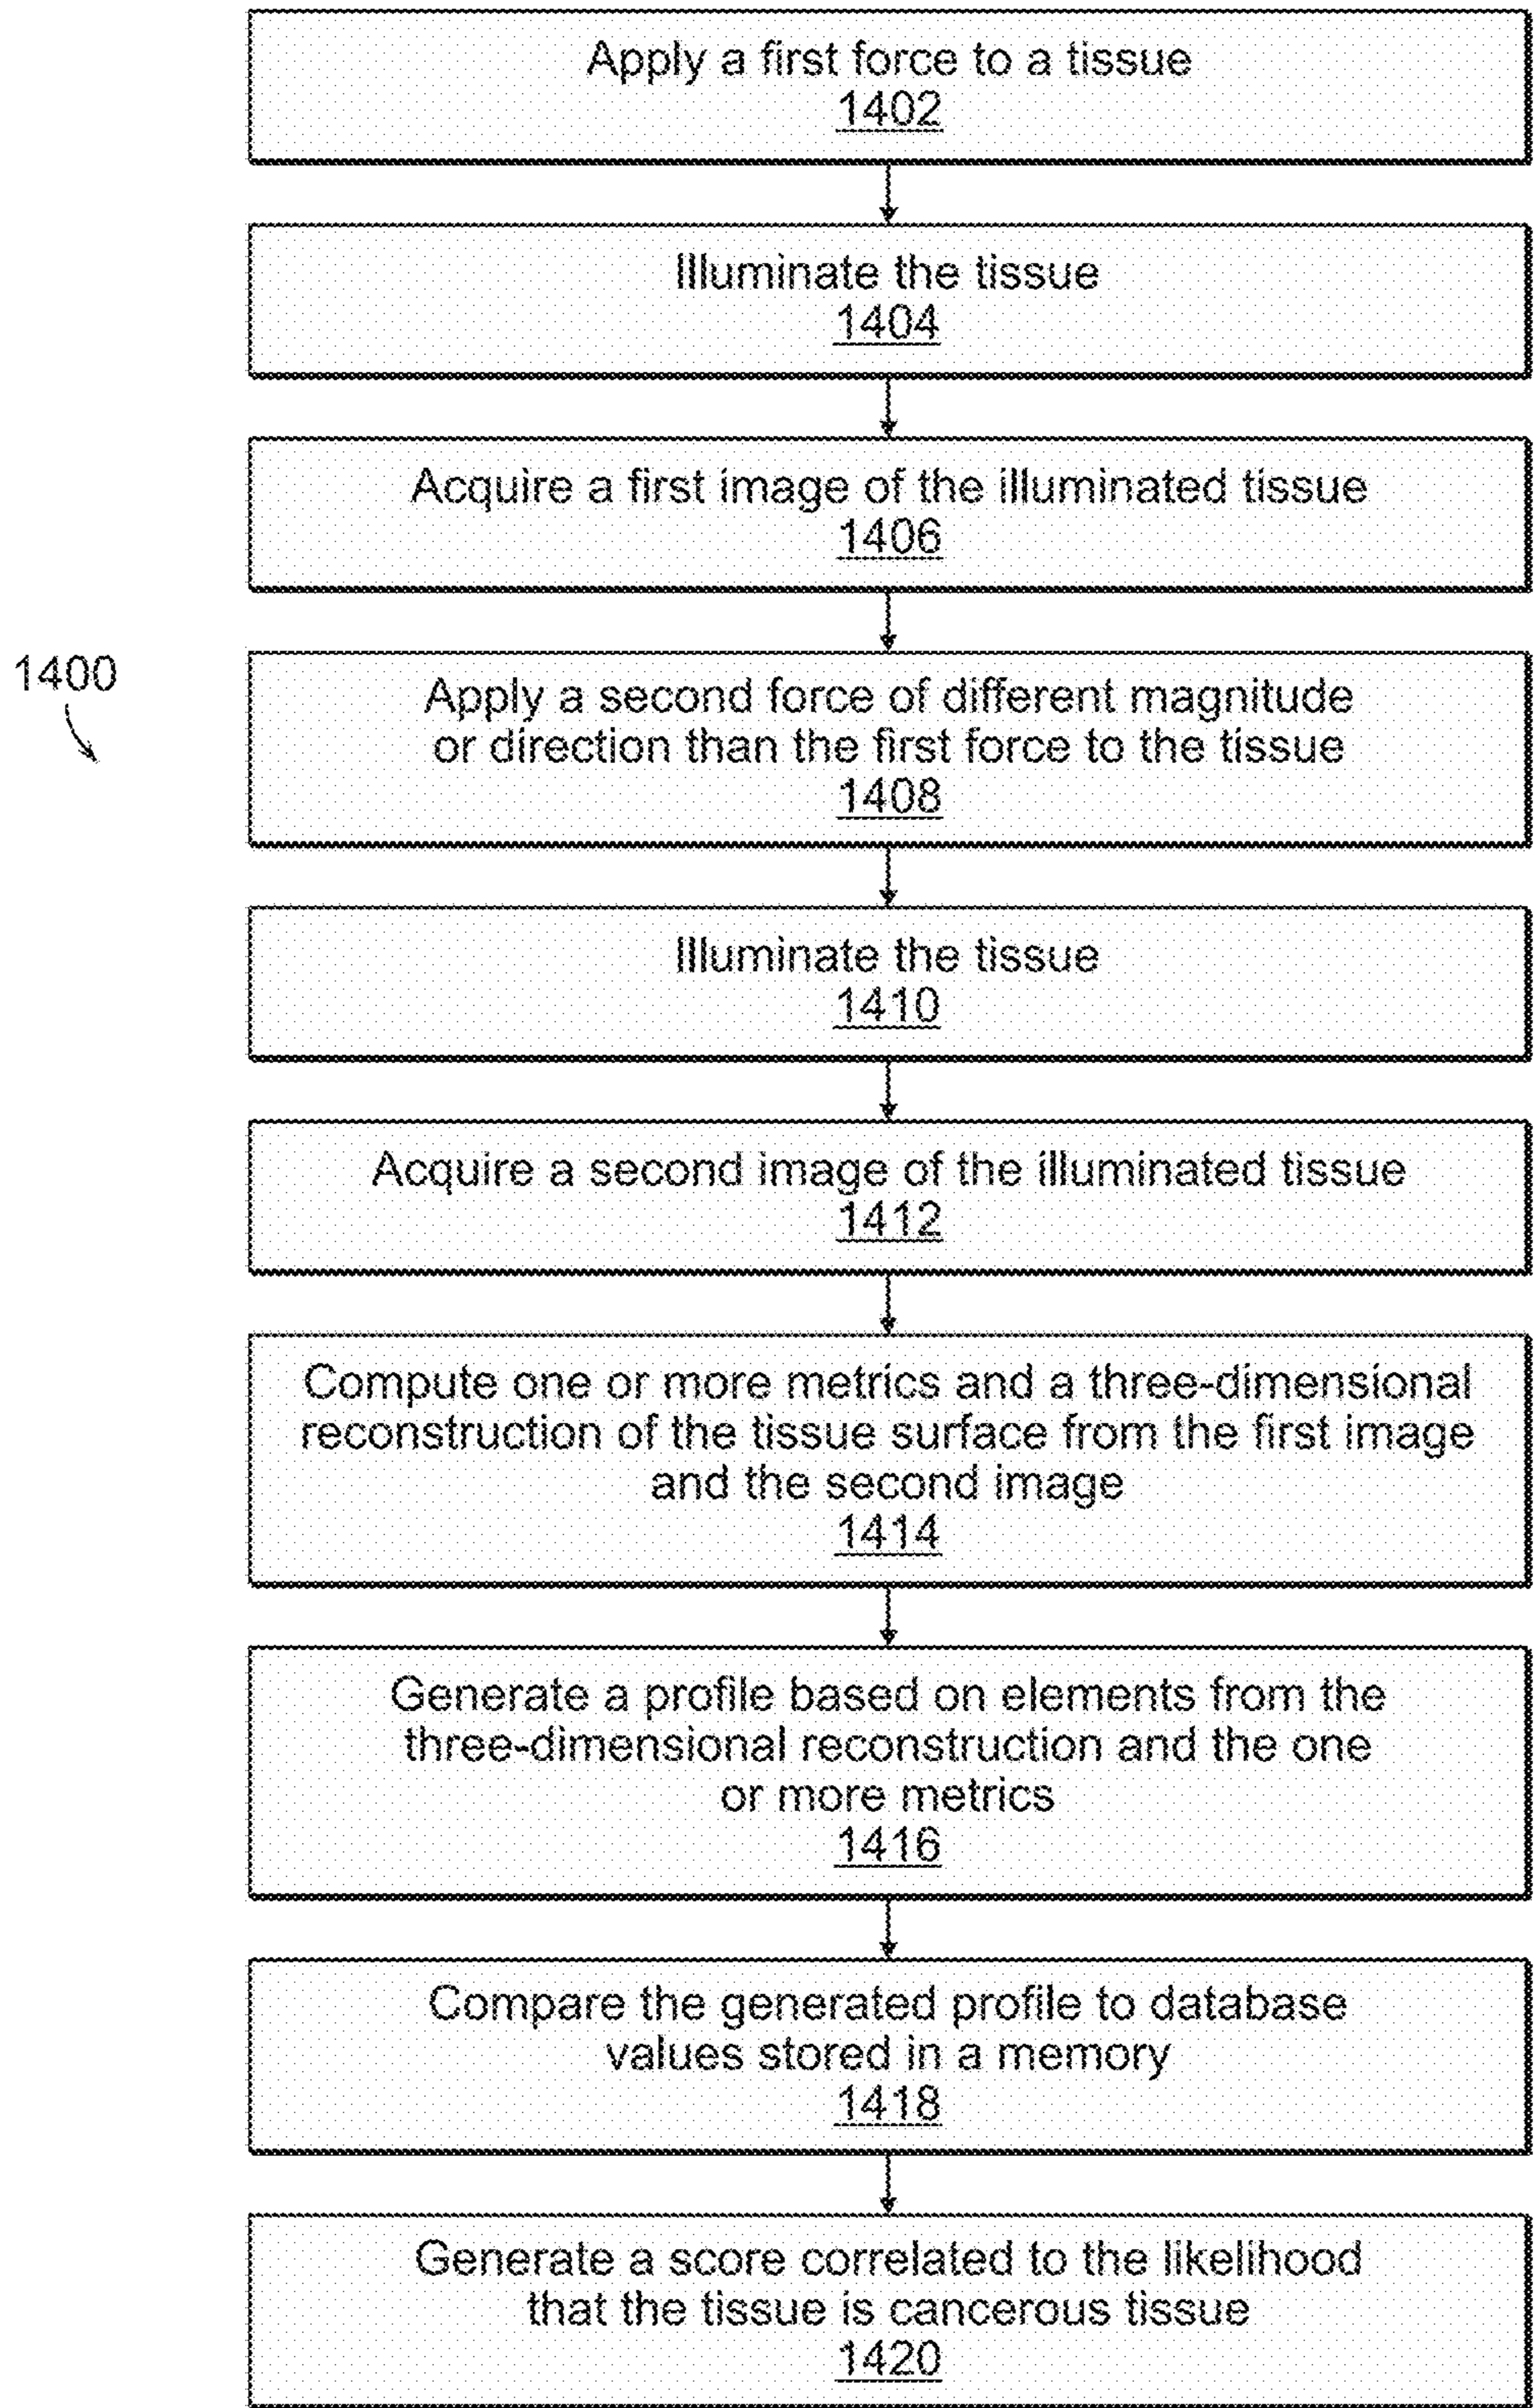 Apply a first force to a tissue
1402
Illuminate the tissue
1404
Acquire a first image of the illuminated tissue
1406
1400
Apply a second force of different magnitude
or direction than the first force to the tissue
1408
Illuminate the tissue
1410
Acquire a second image of the illuminated tissue
1412
Compute one or more metrics and a three-dimensional
reconstruction of the tissue surface from the first image
and the second image
1414
Generate a profile based on elements from the
three-dimensional reconstruction and the one
or more metrics
1416
Compare the generated profile to database
values stored in a memory
1418
Generate a score correlated to the likelihood
that the tissue is cancerous tissue
1420